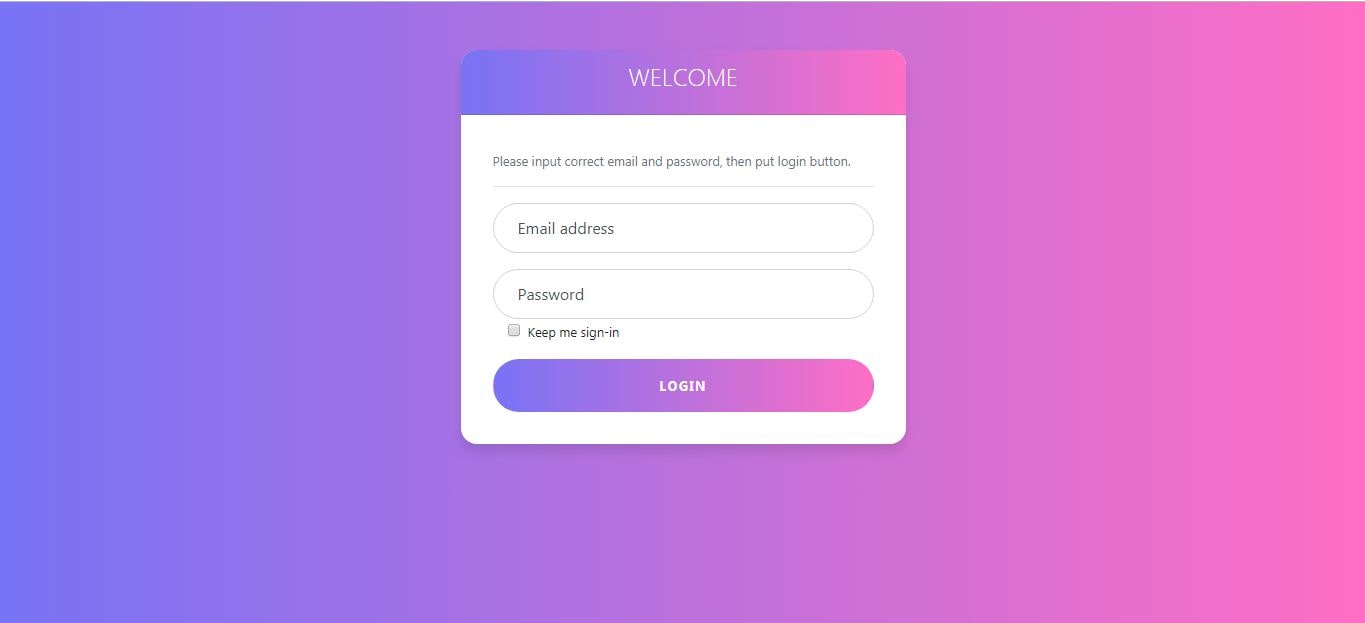 WELCOME
Please input correct email and password, then put login button.
Email address
Password
Keep me sign-in
LOGIN